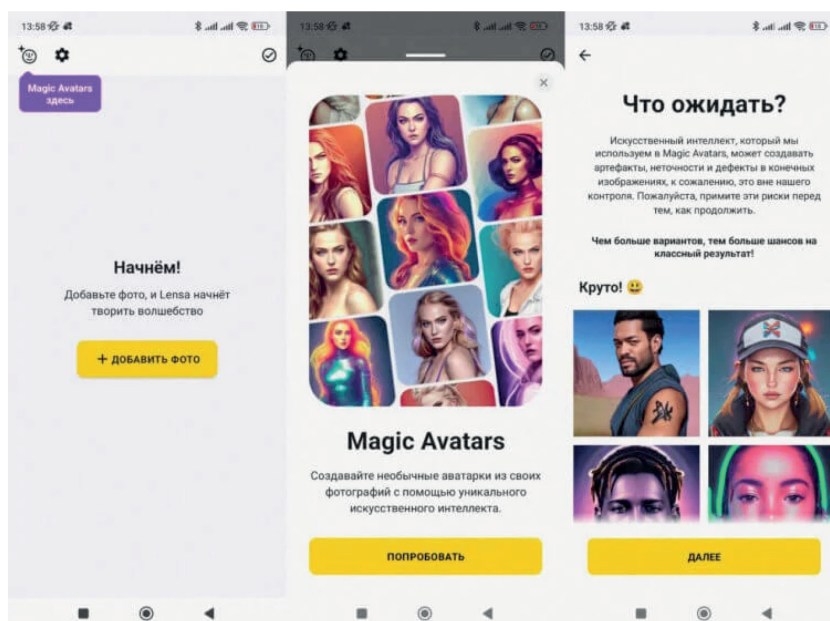 13:58
Magic Avatars
здесь
Начнём!
Добавьте фото, и Lensa начнёт
творить волшебство
+ ДОБАВИТЬ ФОТО
13:58
Magic Avatars
Создавайте необычные аватарки из своих
фотографий с помощью уникального
искусственного интеллекта.
ПОПРОБОВАТЬ
13:58
Что ожидать?
Искусственный интеллект, который мы
используем в Magic Avatars, может создавать
артефакты, неточности и дефекты в конечных
изображениях, к сожалению, это вне нашего
контроля. Пожалуйста, примите эти риски перед
тем, как продолжить.
Чем больше вариантов, тем больше шансов на
классный результат!
Круто! 😃
ДАЛЕЕ